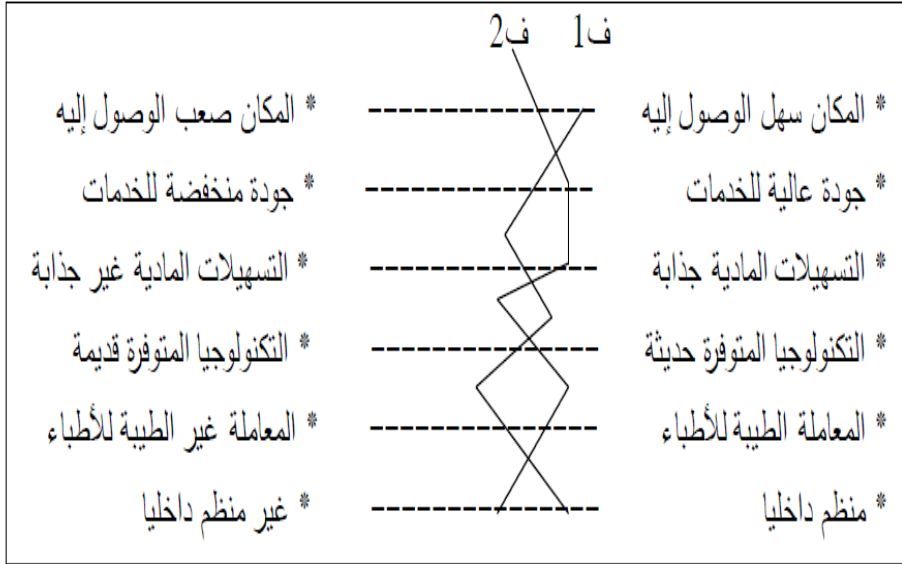 ف1 ف2
* المكان سهل الوصول إليه * المكان صعب الوصول إليه
* جودة عالية للخدمات * جودة منخفضة للخدمات
* التسهيلات المادية جذابة * التسهيلات المادية غير جذابة
* التكنولوجيا المتوفرة حديثة * التكنولوجيا المتوفرة قديمة
* المعاملة الطيبة للأطباء * المعاملة غير الطيبة للأطباء
* منظم داخليا * غير منظم داخليا